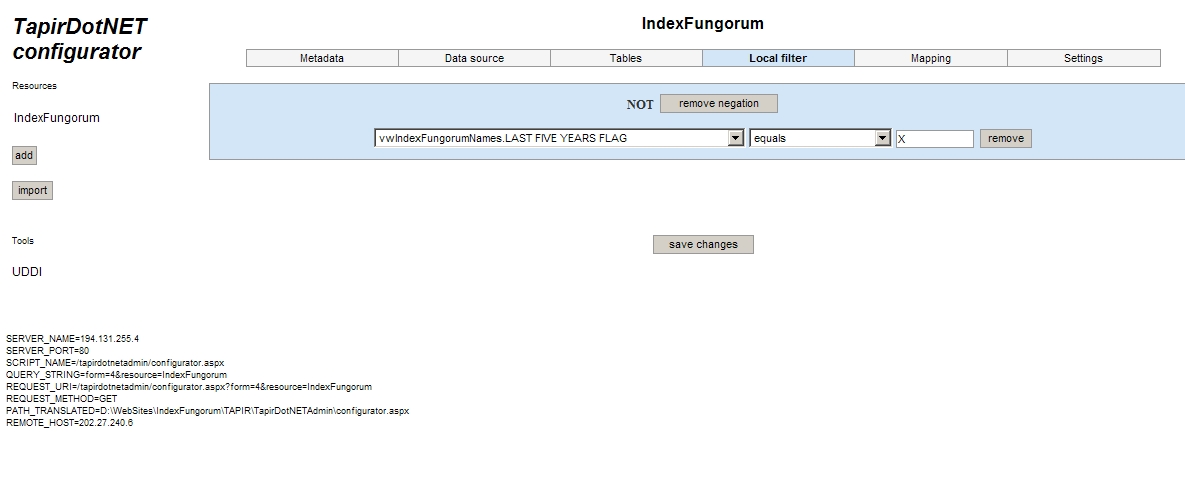 TapirDotNET
configurator
Resources
IndexFungorum
add
import
Tools
UDDI
IndexFungorum
Metadata Data source Tables Local filter Mapping Settings
NOT remove negation
vwIndexFungorumNames.LAST FIVE YEARS FLAG equals X remove
save changes
SERVER_NAME=194.131.255.4
SERVER_PORT=80
SCRIPT_NAME=/tapirdotnetadmin/configurator.aspx
QUERY_STRING=form=4&resource=IndexFungorum
REQUEST_URI=/tapirdotnetadmin/configurator.aspx?form=4&resource=IndexFungorum
REQUEST_METHOD=GET
PATH_TRANSLATED=D:\WebSites\IndexFungorum\TAPIR\TapirDotNETAdmin\configurator.aspx
REMOTE_HOST=202.27.240.6